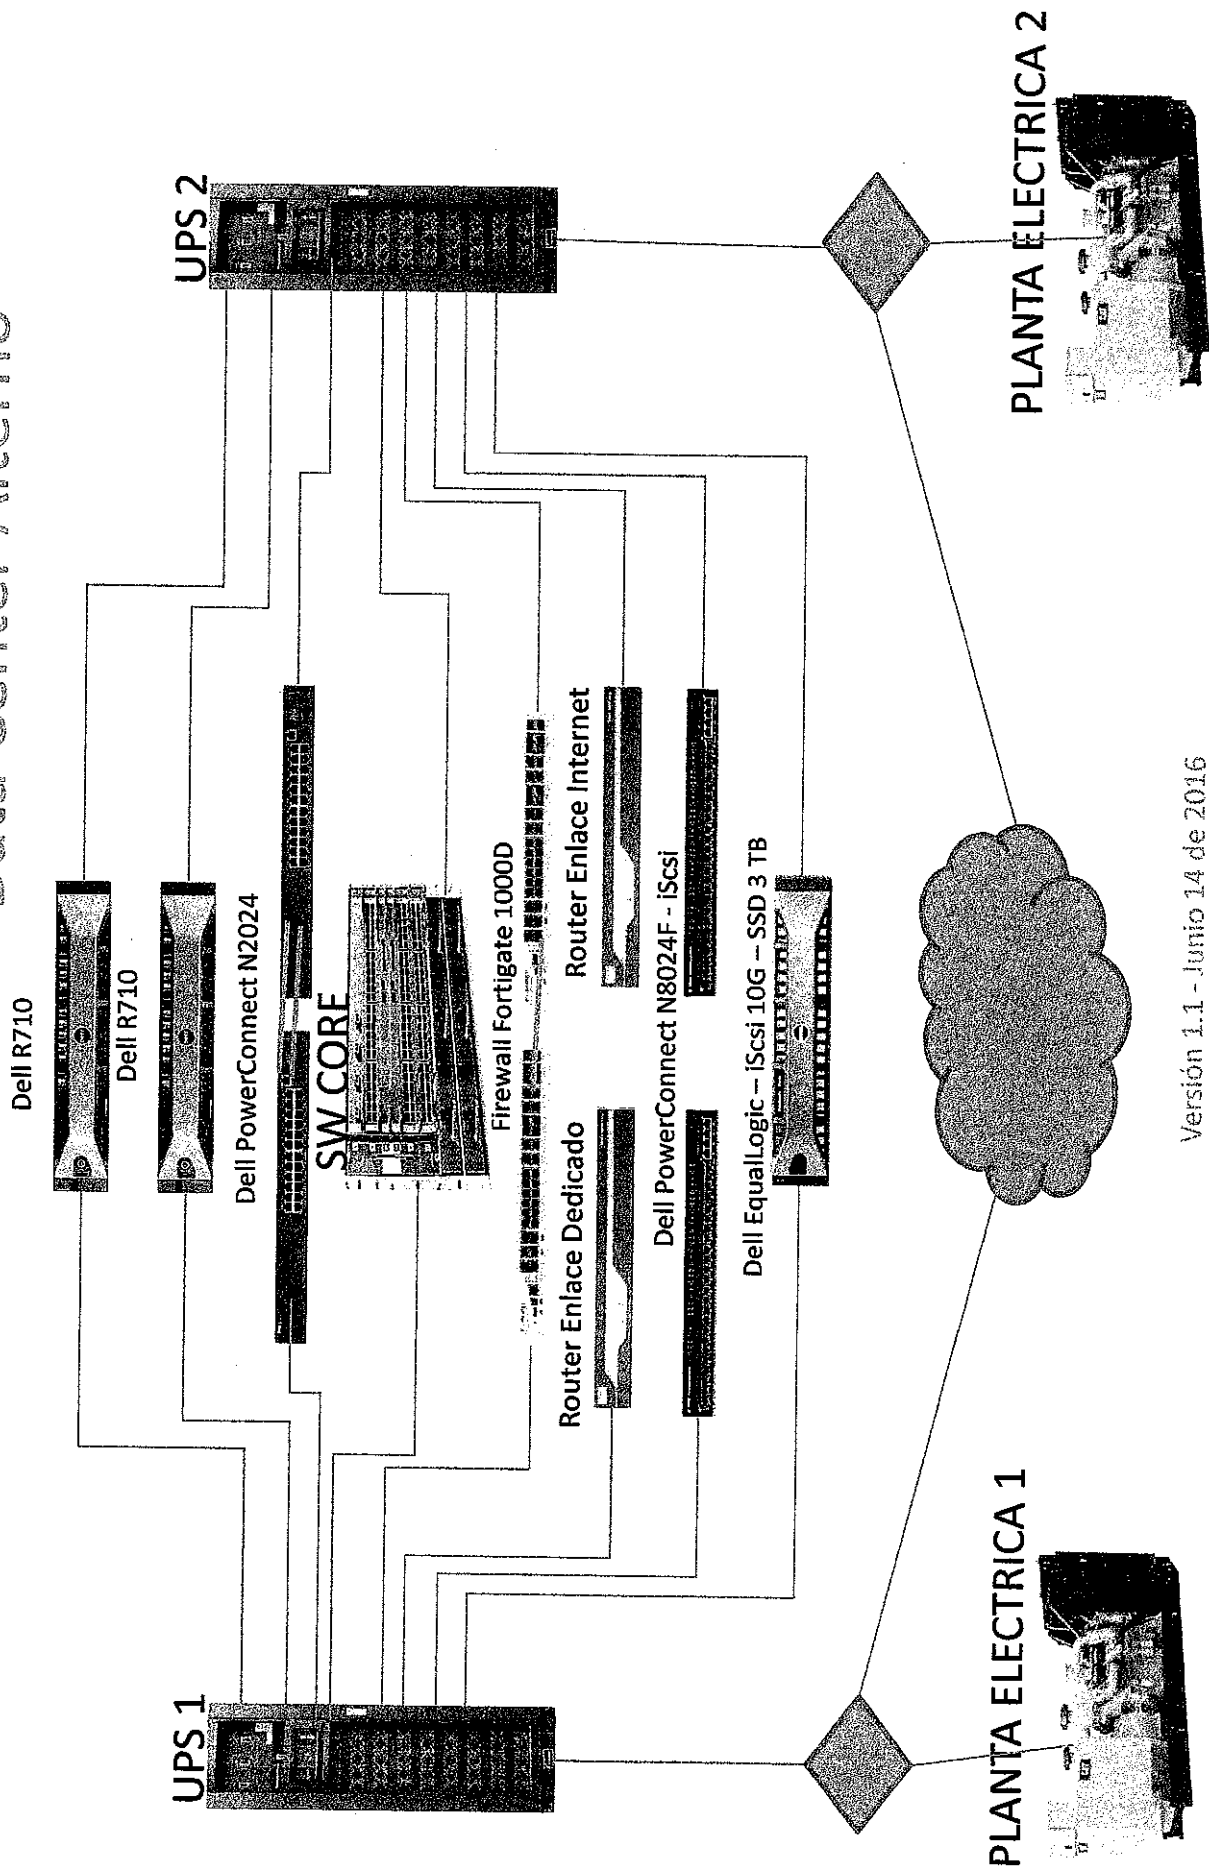 Dell R710
Dell R710
Dell PowerConnect N2024
SW CORE
Firewall Fortigate 1000D
Router Enlace Dedicado
Router Enlace Internet
Dell PowerConnect N8024F - iScsi
Dell EqualLogic – iScsi 10G – SSD 3 TB
UPS 1
UPS 2
PLANTA ELECTRICA 1
PLANTA ELECTRICA 2
Versión 1.1 - Junio 14 de 2016